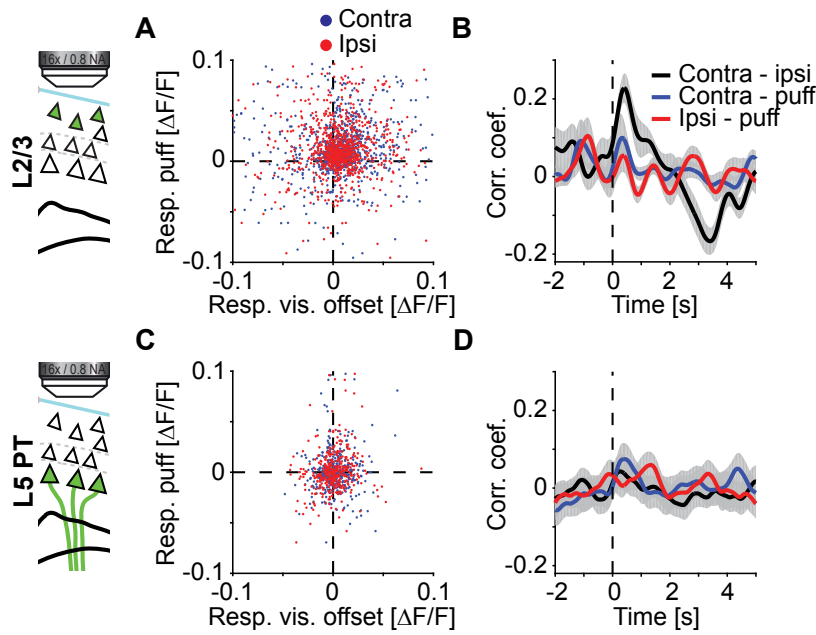 A
Contra
Ipsi
B
16x / 0.8 NA
L2/3
0.1
0
-0.1
Resp. puff [ΔF/F]
-0.1
0
0.1
Resp. vis. offset [ΔF/F]
Contra - ipsi
Contra - puff
Ipsi - puff
0.2
0
-0.2
Corr. coef.
-2
0
2
4
Time [s]
C
D
16x / 0.8 NA
L5 PT
0.1
0
-0.1
Resp. puff [ΔF/F]
-0.1
0
0.1
Resp. vis. offset [ΔF/F]
0.2
0
-0.2
Corr. coef.
-2
0
2
4
Time [s]